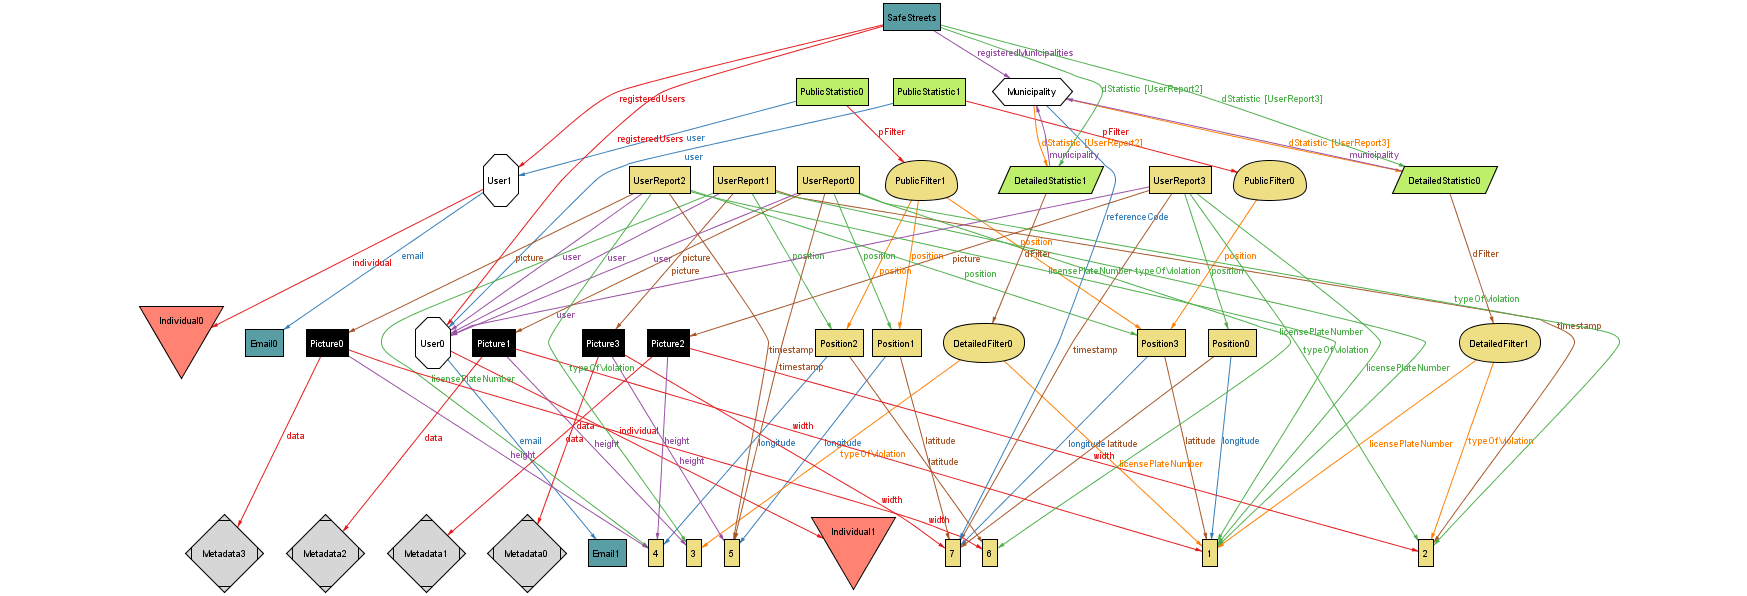 SafeStreets
registeredMunicipalities
dStatistic [UserReport2]
PublicStatistic0
PublicStatistic1
Municipality
registeredUsers
dStatistic [UserReport3]
pFilter
pFilter
registeredUsers
user
dStatistic [UserReport2]
dStatistic [UserReport3]
user
municipality
municipality
User1
UserReport2
UserReport1
UserReport0
PublicFilter1
DetailedStatistic1
UserReport3
PublicFilter0
DetailedStatistic0
referenceCode
position
email
individual
picture
user
user
user
position
position
position
dFilter
position
dFilter
picture
picture
position
position
licensePlateNumber
typeOfViolation
position
typeOfViolation
user
Individual0
timestamp
licensePlateNumber
Email0
Picture0
User0
Picture1
Picture3
Picture2
Position2
Position1
DetailedFilter0
Position3
Position0
DetailedFilter1
timestamp
timestamp
typeOfViolation
timestamp
typeOfViolation
licensePlateNumber
licensePlateNumber
data
data
email
data
individual
data
width
height
height
height
height
longitude
longitude
typeOfViolation
latitude
latitude
longitude
latitude
latitude
longitude
width
licensePlateNumber
licensePlateNumber
typeOfViolation
width
width
Individual1
Metadata3
Metadata2
Metadata1
Metadata0
Email1
4
3
5
7
6
1
2